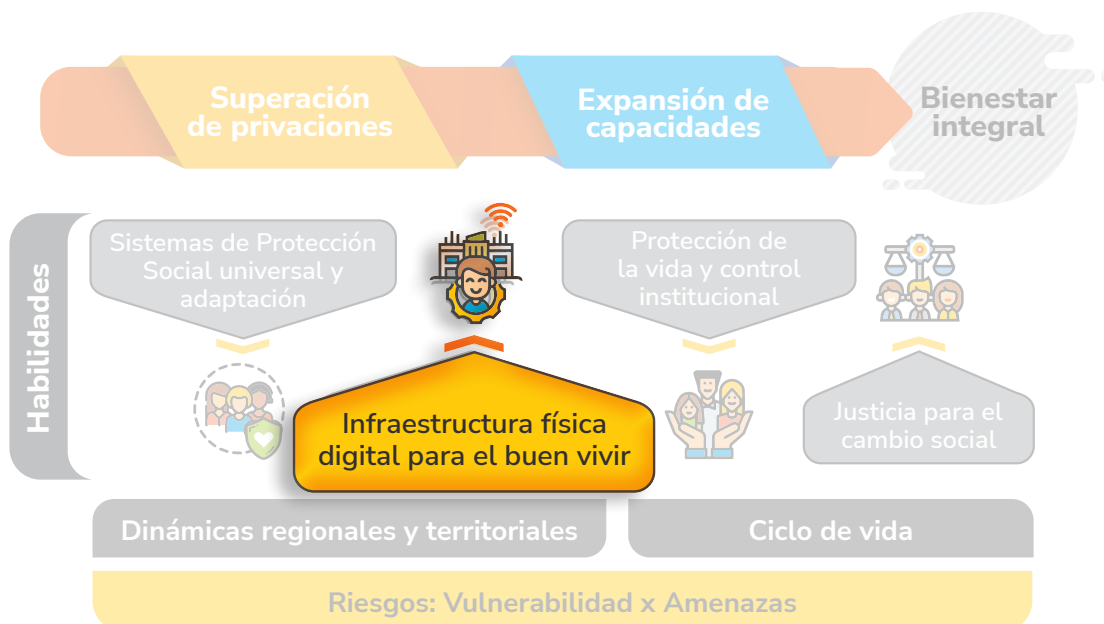 Superación
de privaciones
Expansión de
capacidades
Bienestar
integral
Habilidades
Sistemas de Protección
Social universal y
adaptación
Infraestructura física
digital para el buen vivir
Protección de
la vida y control
institucional
Justicia para el
cambio social
Dinámicas regionales y territoriales
Ciclo de vida
Riesgos: Vulnerabilidad x Amenazas